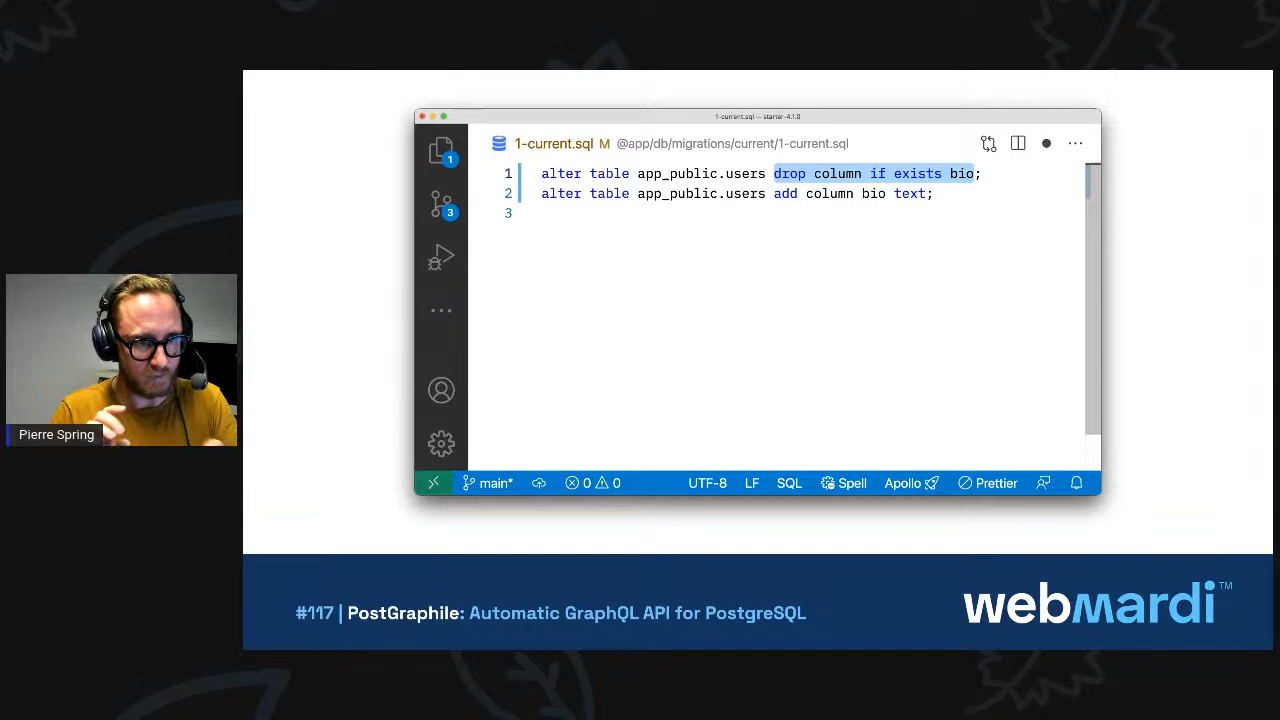 1-current.sql — starter-4.1.0
1
1-current.sql M @app/db/migrations/current/1-current.sql
1 alter table app_public.users drop column if exists bio;
2 alter table app_public.users add column bio text;
3
3
Pierre Spring
main* 0 0 UTF-8 LF SQL Spell Apollo Prettier
#117 | PostGraphile: Automatic GraphQL API for PostgreSQL
webmardi™